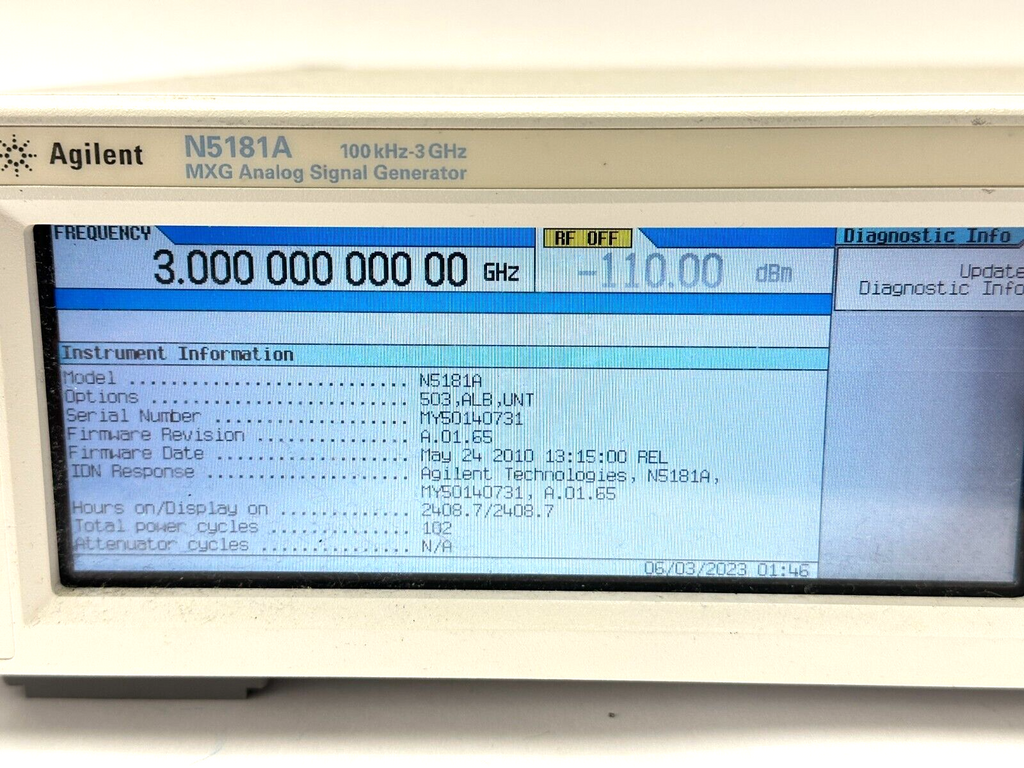 Agilent
N5181A 100 kHz-3 GHz
MXG Analog Signal Generator
FREQUENCY
3.000 000 000 00 GHz
RF OFF
-110.00 dBm
Diagnostic Info
Update
Diagnostic Info
Instrument Information
Model ............................ N5181A
Options .......................... 503,ALB,UNT
Serial Number .................... MY50140731
Firmware Revision ............... A.01.65
Firmware Date .................... May 24 2010 13:15:00 REL
IDN Response ..................... Agilent Technologies, N5181A,
MY50140731, A.01.65
Hours on/Display on ............. 2408.7/2408.7
Total power cycles .............. 102
Attenuator cycles ............... N/A
06/03/2023 01:46